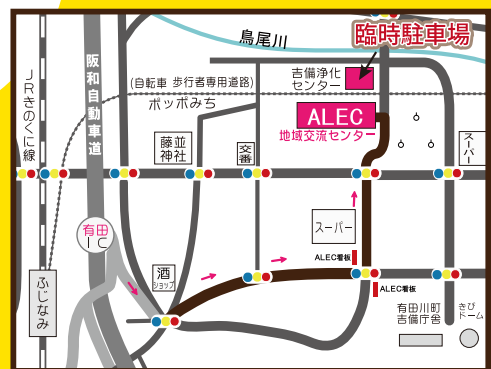 臨時駐車場
鳥尾川
吉備浄化
センター
JRきのくに線
阪和自動車道
(自転車 歩行者専用道路)
ポッポみち
ALEC
地域交流センター
藤並
神社
交番
スーパー
有田
IC
スーパー
酒
ショップ
ALEC看板
ALEC看板
ふじなみ
有田川町
吉備庁舎
きび
ドーム